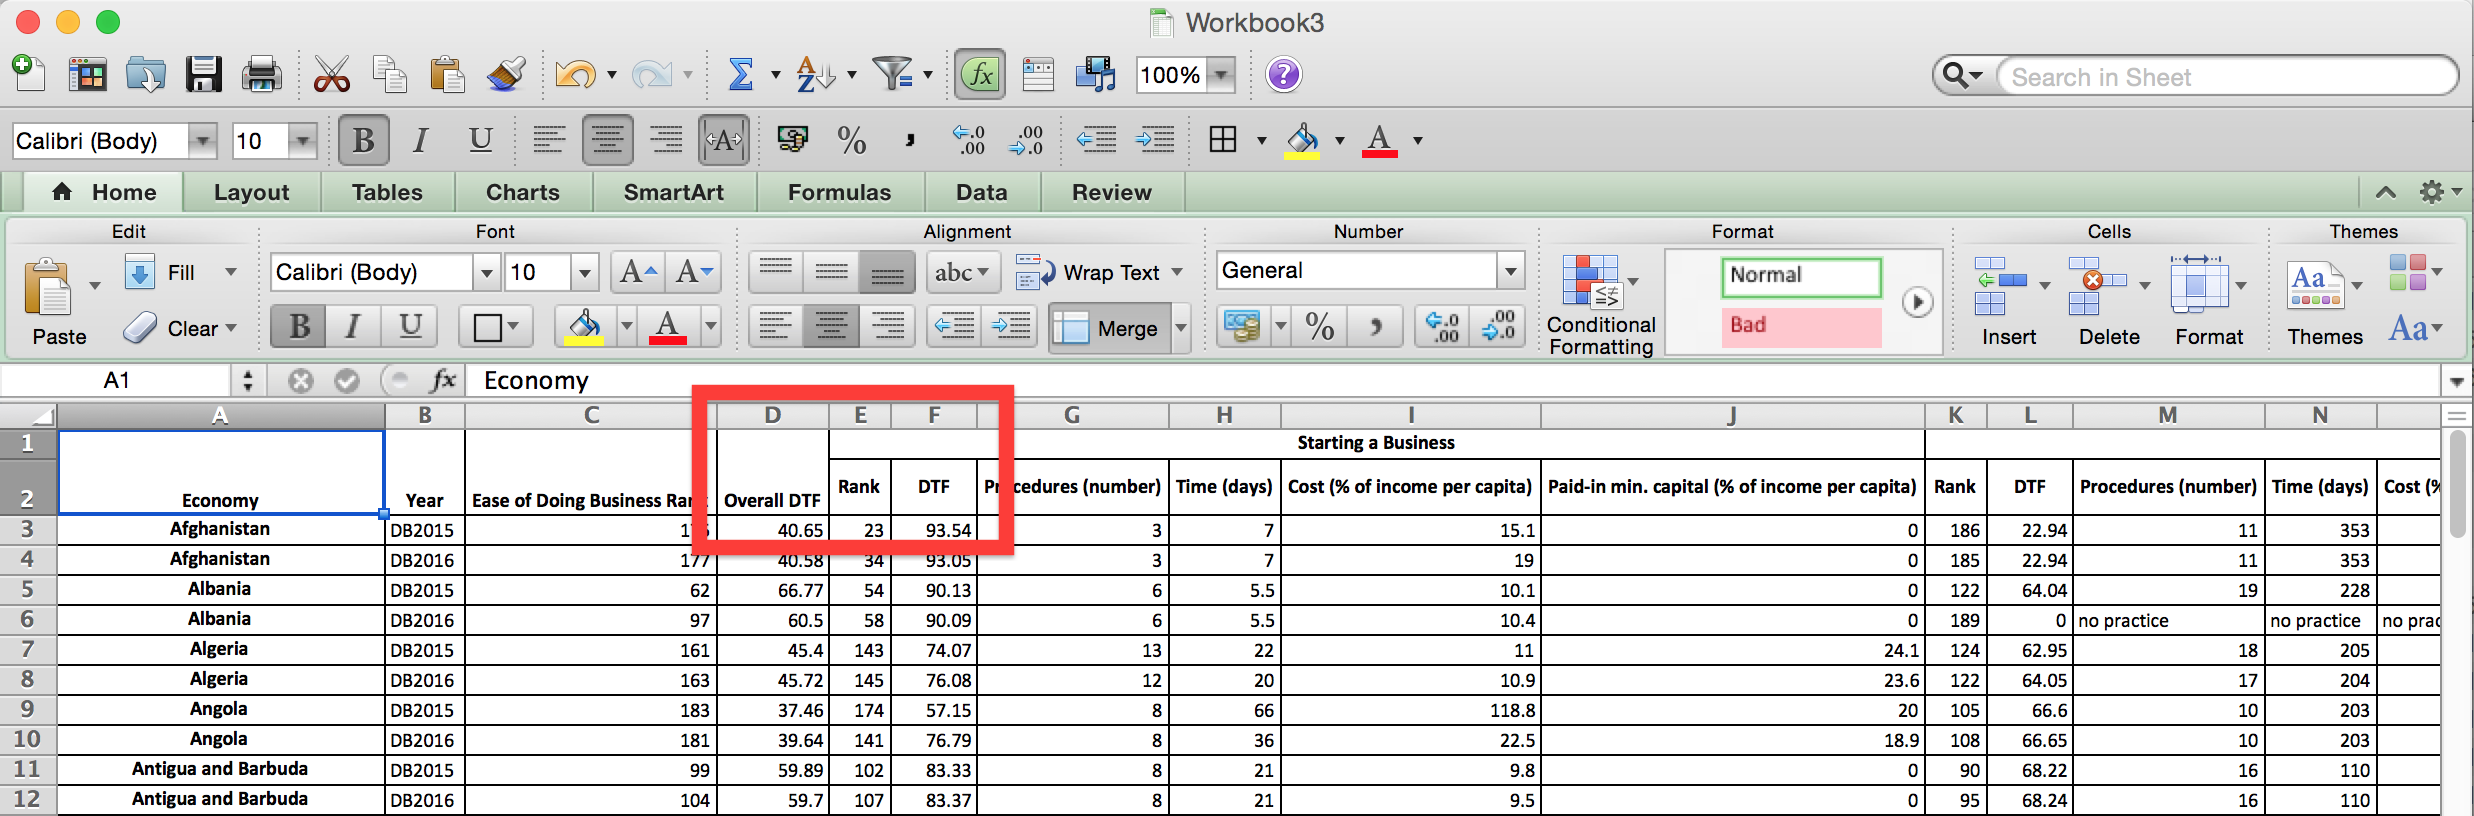 Workbook3
100%
Search in Sheet
Calibri (Body) 10 B I U A % , .0 .00 .00 .0 A
Home Layout Tables Charts SmartArt Formulas Data Review
Edit Font Alignment Number Format Cells Themes
Fill Calibri (Body) 10 A A abc Wrap Text General Normal
Paste Clear B I U A Merge % , .0 .00 .00 .0 Conditional Formatting Bad Insert Delete Format Themes Aa
A1 fx Economy
A B C D E F G H I J K L M N
1 Starting a Business
2 Economy Year Ease of Doing Business Rank Overall DTF Rank DTF Procedures (number) Time (days) Cost (% of income per capita) Paid-in min. capital (% of income per capita) Rank DTF Procedures (number) Time (days) Cost (%
3 Afghanistan DB2015 40.65 23 93.54 3 7 15.1 0 186 22.94 11 353
4 Afghanistan DB2016 177 40.58 34 93.05 3 7 19 0 185 22.94 11 353
5 Albania DB2015 62 66.77 54 90.13 6 5.5 10.1 0 122 64.04 19 228
6 Albania DB2016 97 60.5 58 90.09 6 5.5 10.4 0 189 0 no practice no practice no prac
7 Algeria DB2015 161 45.4 143 74.07 13 22 11 24.1 124 62.95 18 205
8 Algeria DB2016 163 45.72 145 76.08 12 20 10.9 23.6 122 64.05 17 204
9 Angola DB2015 183 37.46 174 57.15 8 66 118.8 20 105 66.6 10 203
10 Angola DB2016 181 39.64 141 76.79 8 36 22.5 18.9 108 66.65 10 203
11 Antigua and Barbuda DB2015 99 59.89 102 83.33 8 21 9.8 0 90 68.22 16 110
12 Antigua and Barbuda DB2016 104 59.7 107 83.37 8 21 9.5 0 95 68.24 16 110